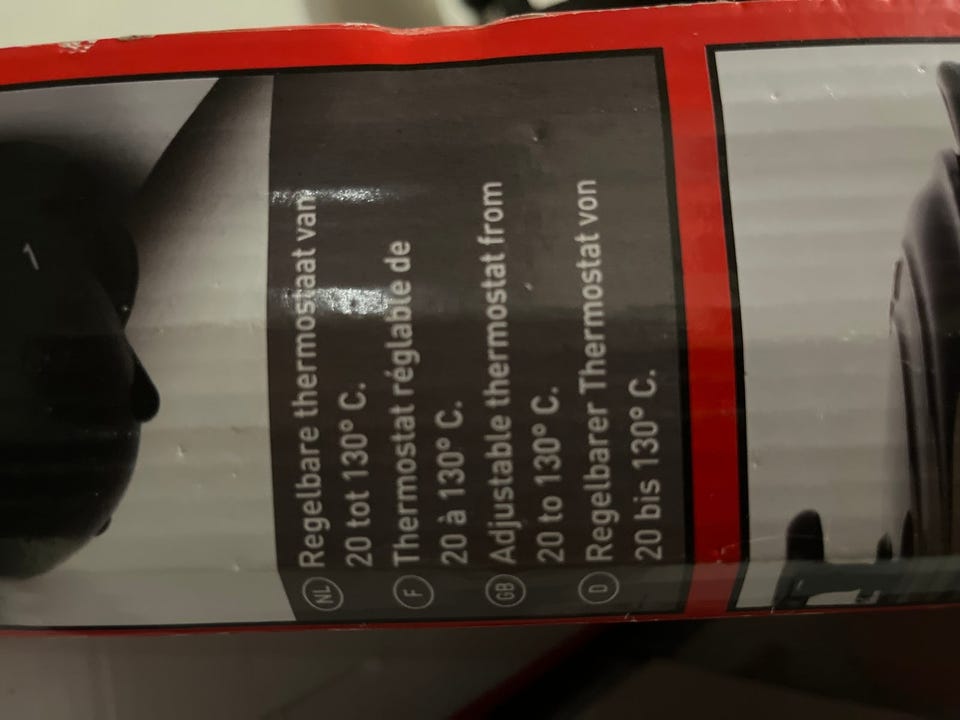 NL Regelbare thermostaat van
20 tot 130° C.
F Thermostat réglable de
20 à 130° C.
GB Adjustable thermostat from
20 to 130° C.
D Regelbarer Thermostat von
20 bis 130° C.
1